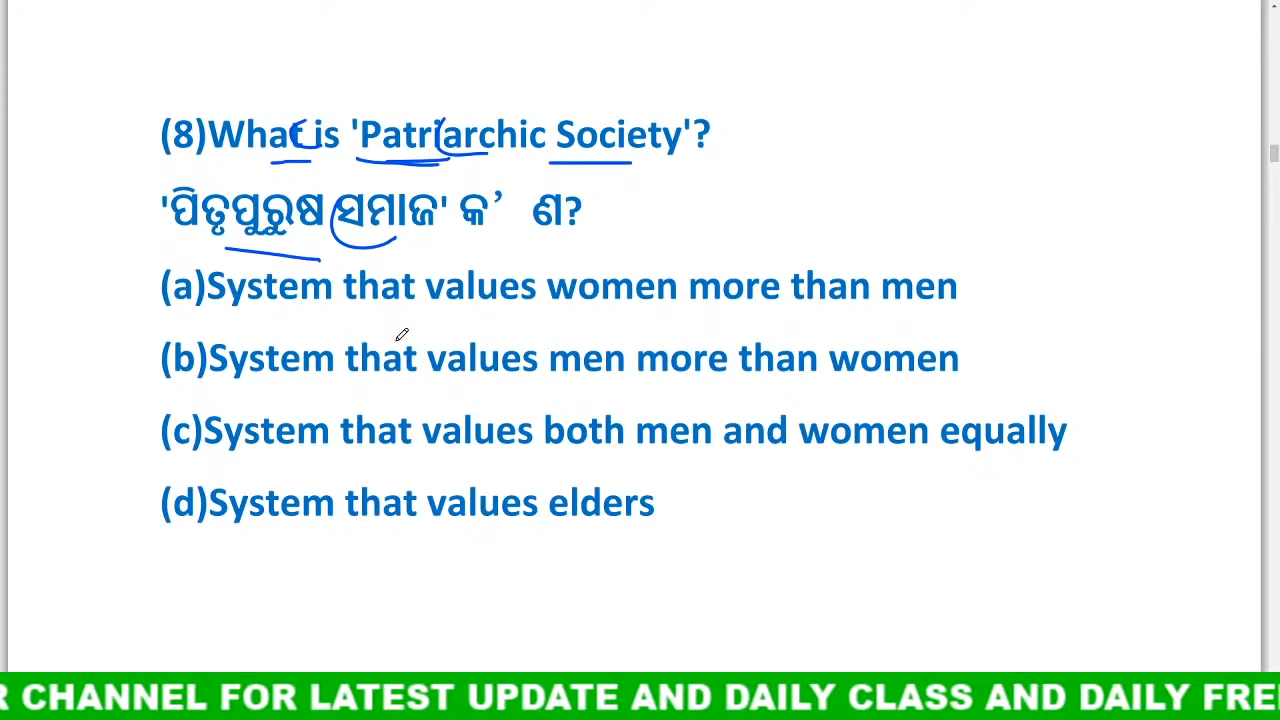 (8)What is 'Patriarchic Society'?
'ପିତୃପୁରୁଷ ସମାଜ' କ’ ଣ?
(a)System that values women more than men
(b)System that values men more than women
(c)System that values both men and women equally
(d)System that values elders
R CHANNEL FOR LATEST UPDATE AND DAILY CLASS AND DAILY FREE